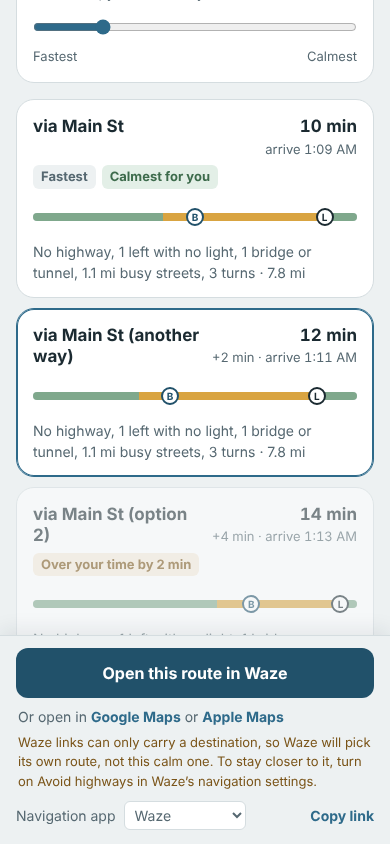 Fastest
Calmest
via Main St
10 min
arrive 1:09 AM
Fastest
Calmest for you
B
L
No highway, 1 left with no light, 1 bridge or
tunnel, 1.1 mi busy streets, 3 turns · 7.8 mi
via Main St (another
way)
12 min
+2 min · arrive 1:11 AM
B
L
No highway, 1 left with no light, 1 bridge or
tunnel, 1.1 mi busy streets, 3 turns · 7.8 mi
via Main St (option
2)
14 min
+4 min · arrive 1:13 AM
Over your time by 2 min
B
L
Open this route in Waze
Or open in Google Maps or Apple Maps
Waze links can only carry a destination, so Waze will pick
its own route, not this calm one. To stay closer to it, turn
on Avoid highways in Waze’s navigation settings.
Navigation app
Waze
Copy link